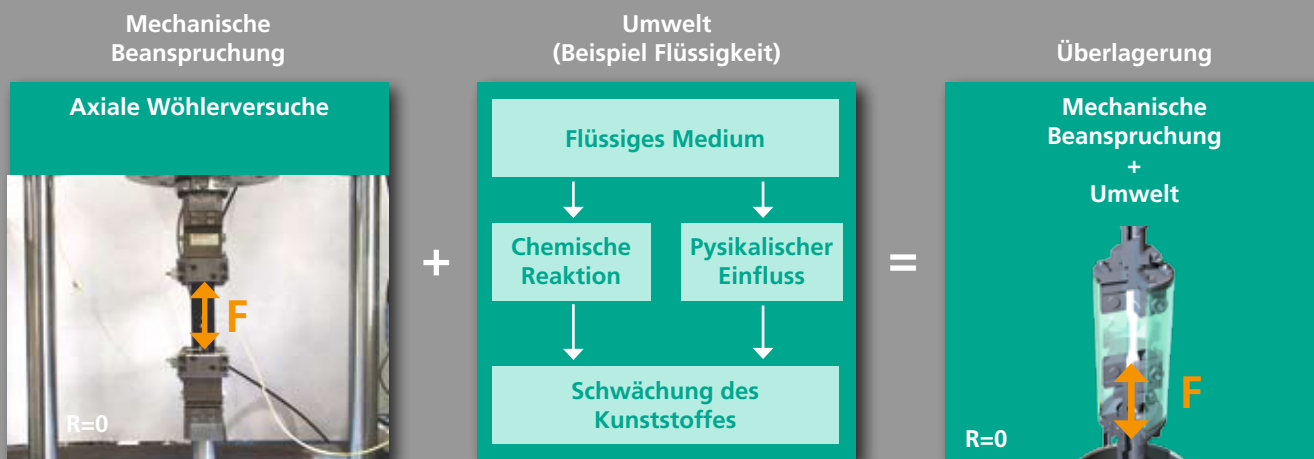 Mechanische
Beanspruchung
Axiale Wöhlerversuche
F
R=0
+
Umwelt
(Beispiel Flüssigkeit)
Flüssiges Medium
Chemische
Reaktion
Pysikalischer
Einfluss
Schwächung des
Kunststoffes
=
Überlagerung
Mechanische
Beanspruchung
+
Umwelt
F
R=0